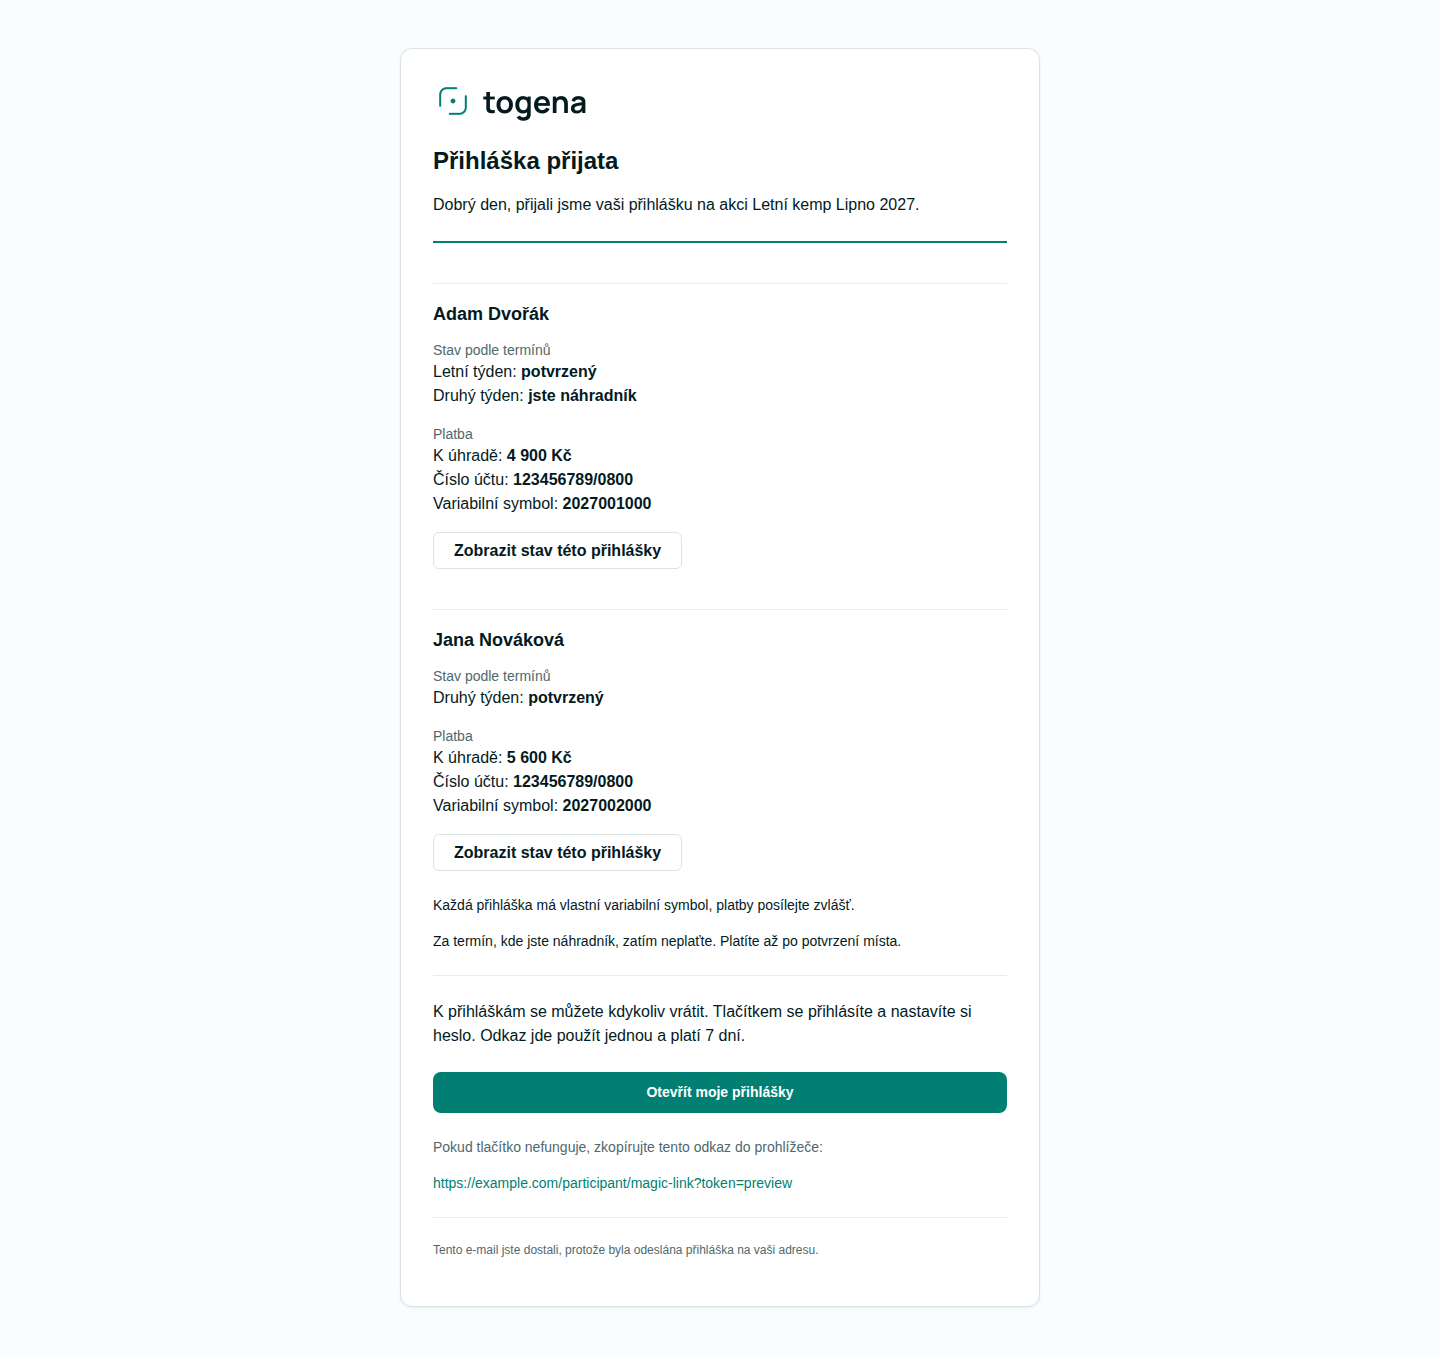 togena
Přihláška přijata
Dobrý den, přijali jsme vaši přihlášku na akci Letní kemp Lipno 2027.
Adam Dvořák
Stav podle termínů
Letní týden: potvrzený
Druhý týden: jste náhradník
Platba
K úhradě: 4 900 Kč
Číslo účtu: 123456789/0800
Variabilní symbol: 2027001000
Zobrazit stav této přihlášky
Jana Nováková
Stav podle termínů
Druhý týden: potvrzený
Platba
K úhradě: 5 600 Kč
Číslo účtu: 123456789/0800
Variabilní symbol: 2027002000
Zobrazit stav této přihlášky
Každá přihláška má vlastní variabilní symbol, platby posílejte zvlášť.
Za termín, kde jste náhradník, zatím neplaťte. Platíte až po potvrzení místa.
K přihláškám se můžete kdykoliv vrátit. Tlačítkem se přihlásíte a nastavíte si
heslo. Odkaz jde použít jednou a platí 7 dní.
Otevřít moje přihlášky
Pokud tlačítko nefunguje, zkopírujte tento odkaz do prohlížeče:
https://example.com/participant/magic-link?token=preview
Tento e-mail jste dostali, protože byla odeslána přihláška na vaši adresu.